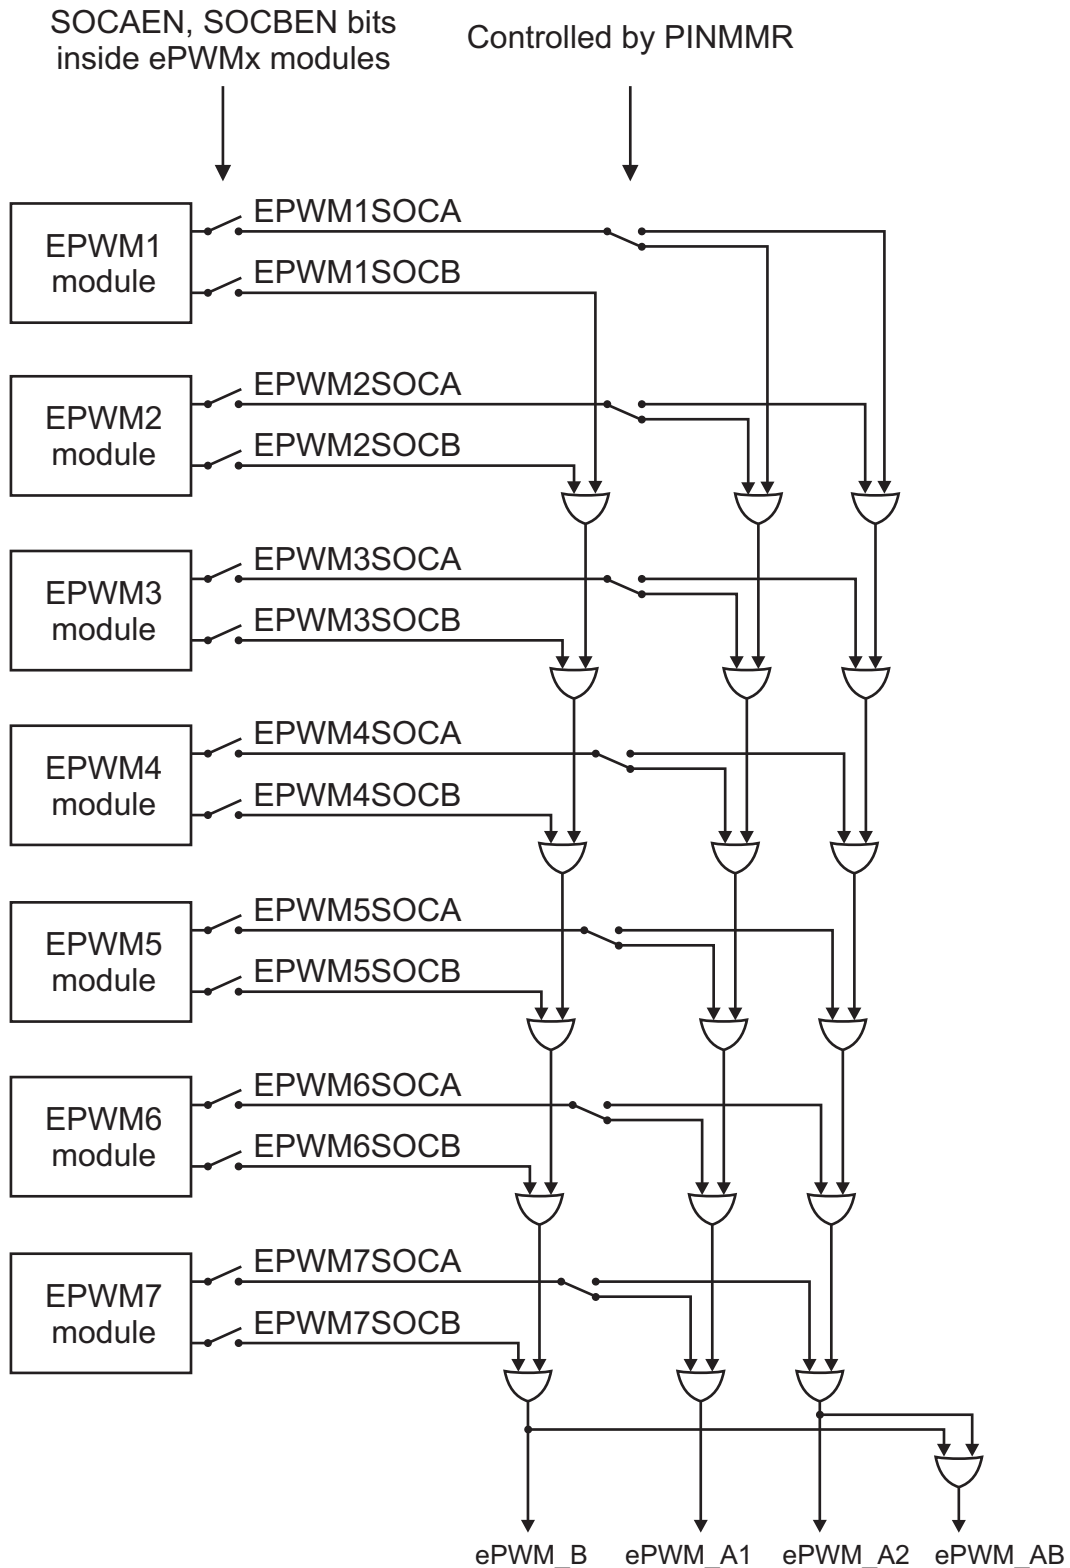 SOCAEN, SOCBEN bits
inside ePWMx modules
Controlled by PINMMR
EPWM1
module
EPWM1SOCA
EPWM1SOCB
EPWM2
module
EPWM2SOCA
EPWM2SOCB
EPWM3
module
EPWM3SOCA
EPWM3SOCB
EPWM4
module
EPWM4SOCA
EPWM4SOCB
EPWM5
module
EPWM5SOCA
EPWM5SOCB
EPWM6
module
EPWM6SOCA
EPWM6SOCB
EPWM7
module
EPWM7SOCA
EPWM7SOCB
ePWM_B ePWM_A1 ePWM_A2 ePWM_AB